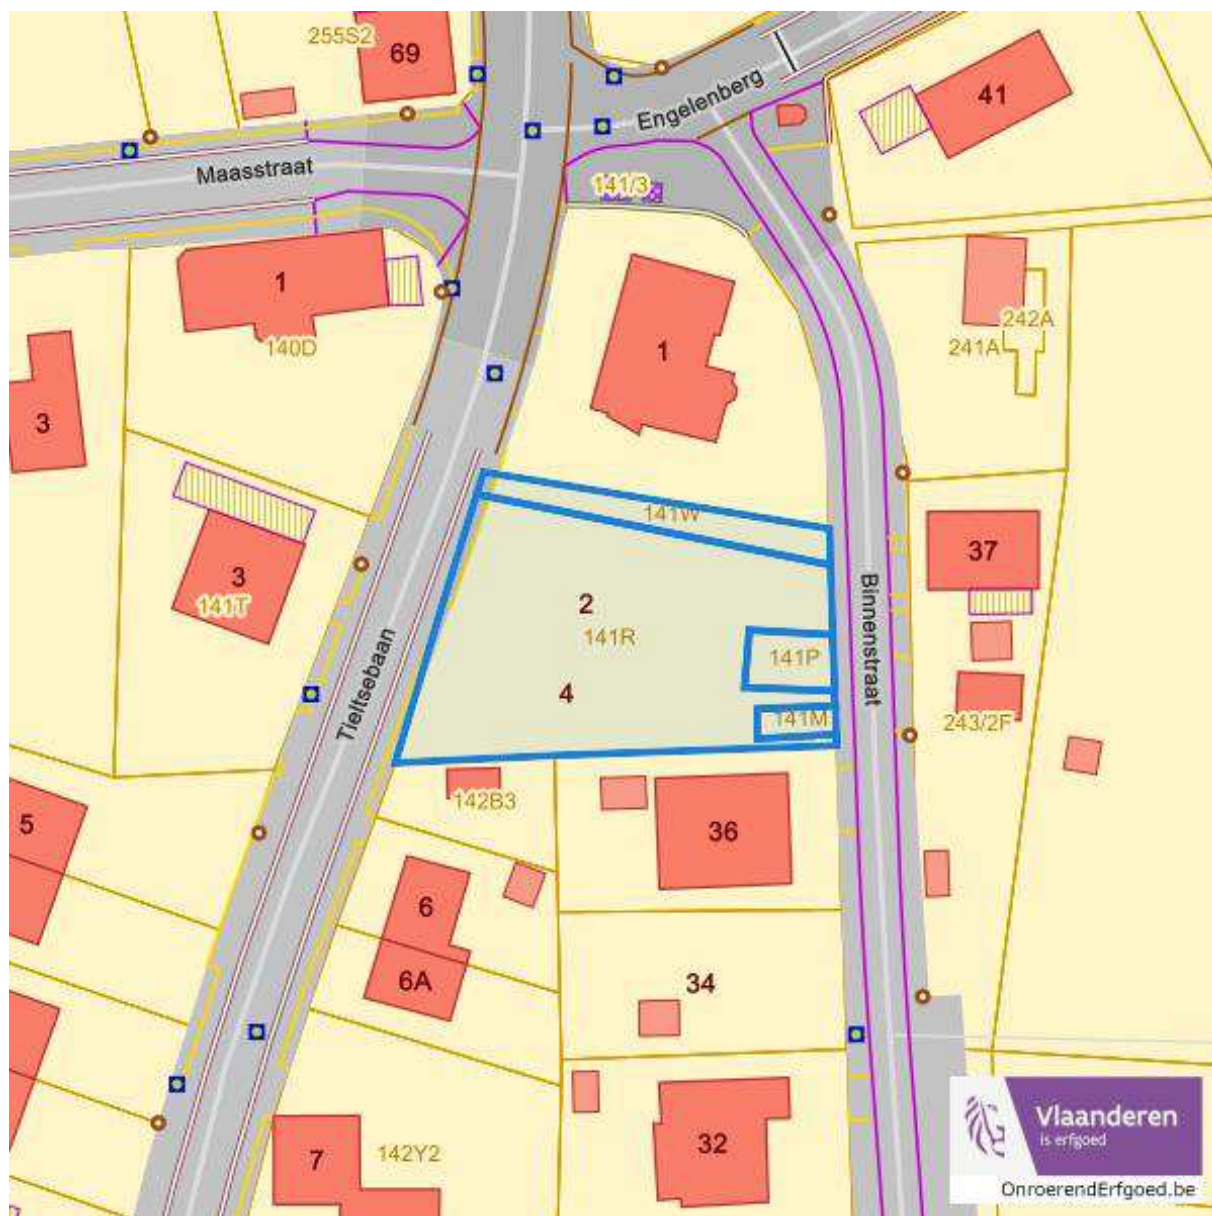 255S2
69
41
Engelenberg
Maasstraat
141/3
1
140D
1
242A
241A
3
3
141T
141W
37
2
141R
141P
4
141M
Binnenstraat
Tieltsebaan
243/2F
142B3
5
36
6
6A
34
7
142Y2
32
Vlaanderen
is erfgoed
OnroerendErfgoed.be